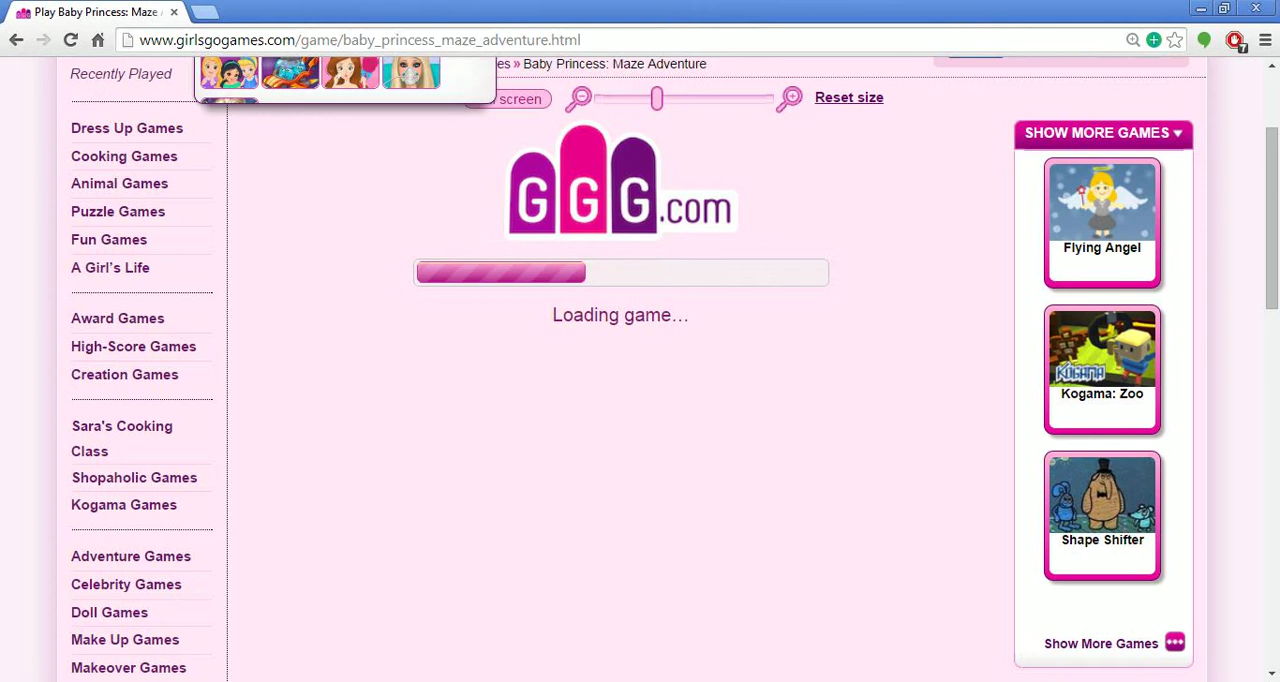 Play Baby Princess: Maze
www.girlsgogames.com/game/baby_princess_maze_adventure.html
7
Recently Played
es » Baby Princess: Maze Adventure
screen
Reset size
Dress Up Games
Cooking Games
Animal Games
Puzzle Games
Fun Games
A Girl's Life
Award Games
High-Score Games
Creation Games
Sara's Cooking
Class
Shopaholic Games
Kogama Games
Adventure Games
Celebrity Games
Doll Games
Make Up Games
Makeover Games
GGG.com
Loading game...
SHOW MORE GAMES
Flying Angel
KOGAMA
Kogama: Zoo
Shape Shifter
Show More Games